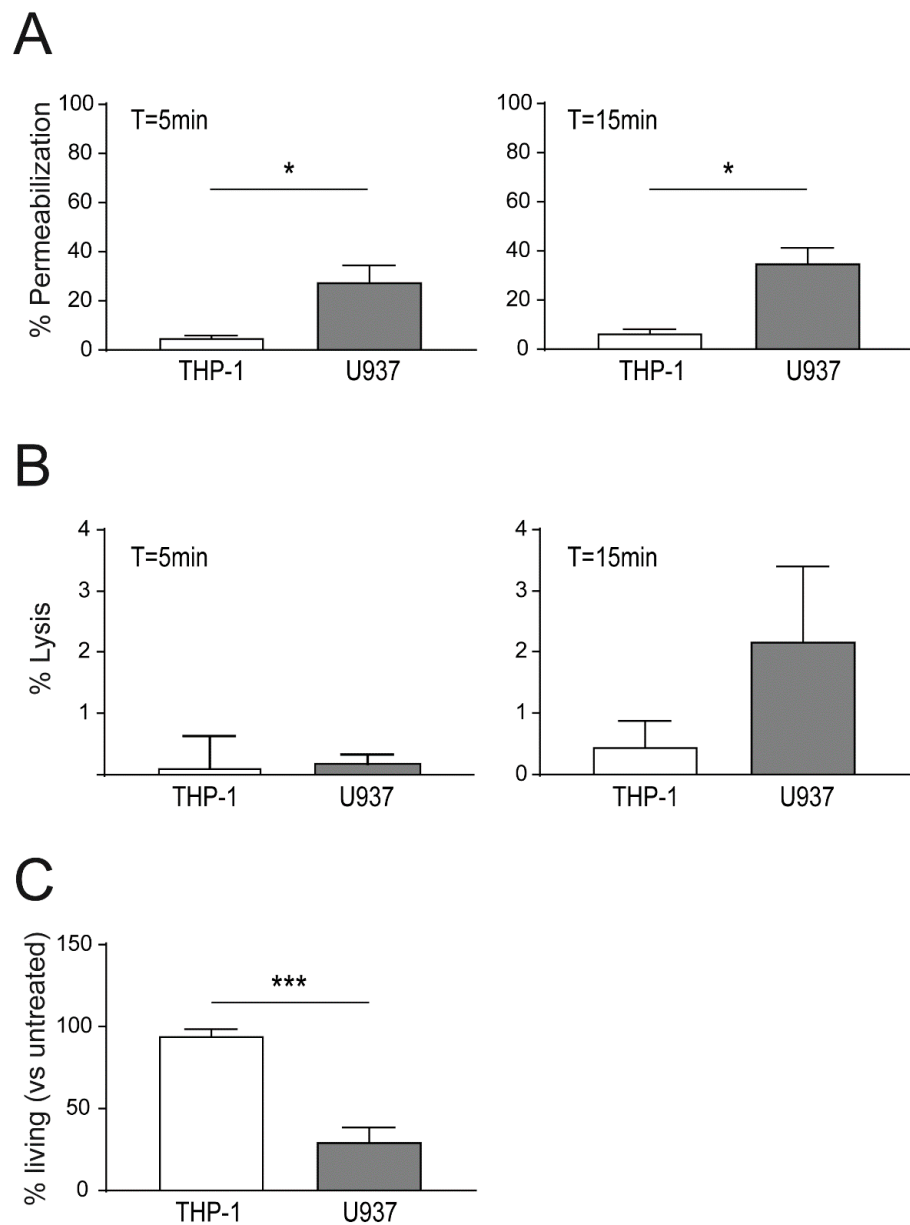 A
% Permeabilization
100
80
60
40
20
0
T=5min
*
THP-1 U937
100
80
60
40
20
0
T=15min
*
THP-1 U937
B
% Lysis
4
3
2
1
T=5min
THP-1 U937
4
3
2
1
0
T=15min
THP-1 U937
C
% living (vs untreated)
150
100
50
0
***
THP-1 U937